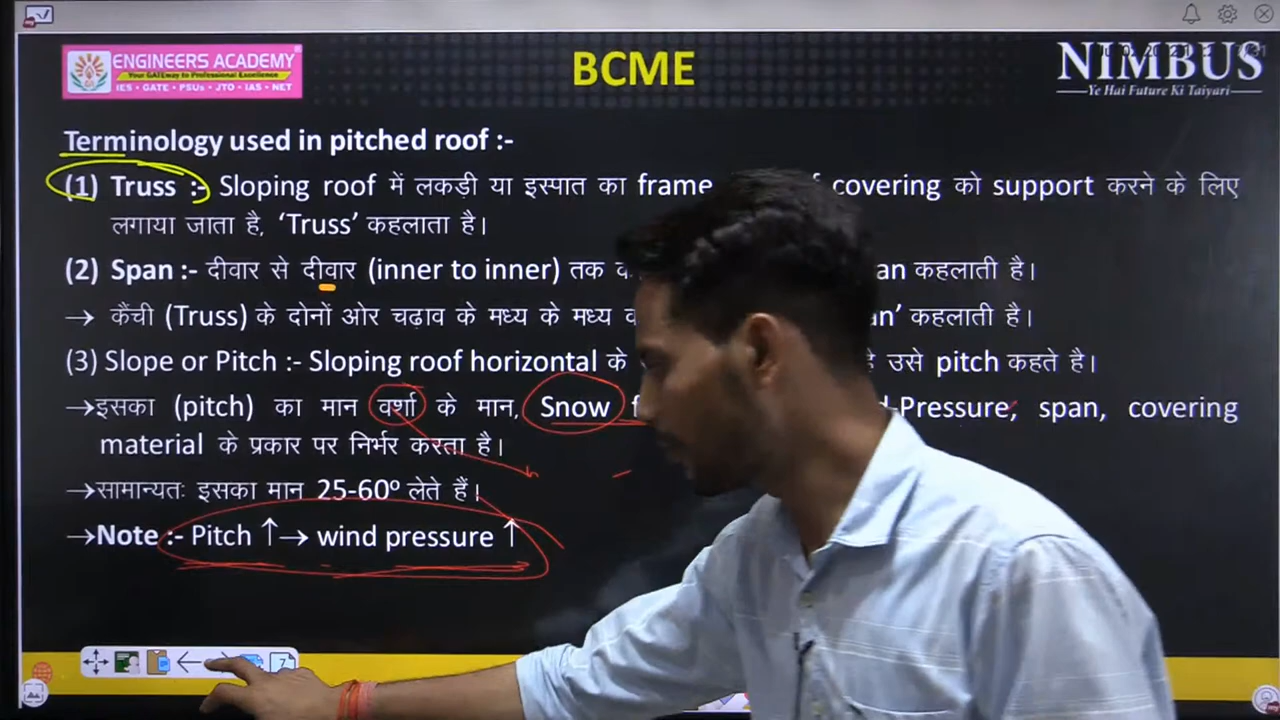 ENGINEERS ACADEMY
Your GATEway to Professional Excellence
IES • GATE • PSUs • JTO • IAS • NET
BCME
NIMBUS
Ye Hai Future Ki Taiyari
Terminology used in pitched roof :-
(1) Truss :- Sloping roof में लकड़ी या इस्पात का frame covering को support करने के लिए
लगाया जाता है, ‘Truss’ कहलाता है।
(2) Span :- दीवार से दीवार (inner to inner) तक कहलाती है।
→ कैंची (Truss) के दोनों ओर चढ़ाव के मध्य के मध्य कहलाती है।
(3) Slope or Pitch :- Sloping roof horizontal के उसे pitch कहते है।
→इसका (pitch) का मान वर्शा के मान, Snow Pressure, span, covering
material के प्रकार पर निर्भर करता है।
→सामान्यतः इसका मान 25-60º लेते हैं।
→Note :- Pitch ↑→ wind pressure ↑
7